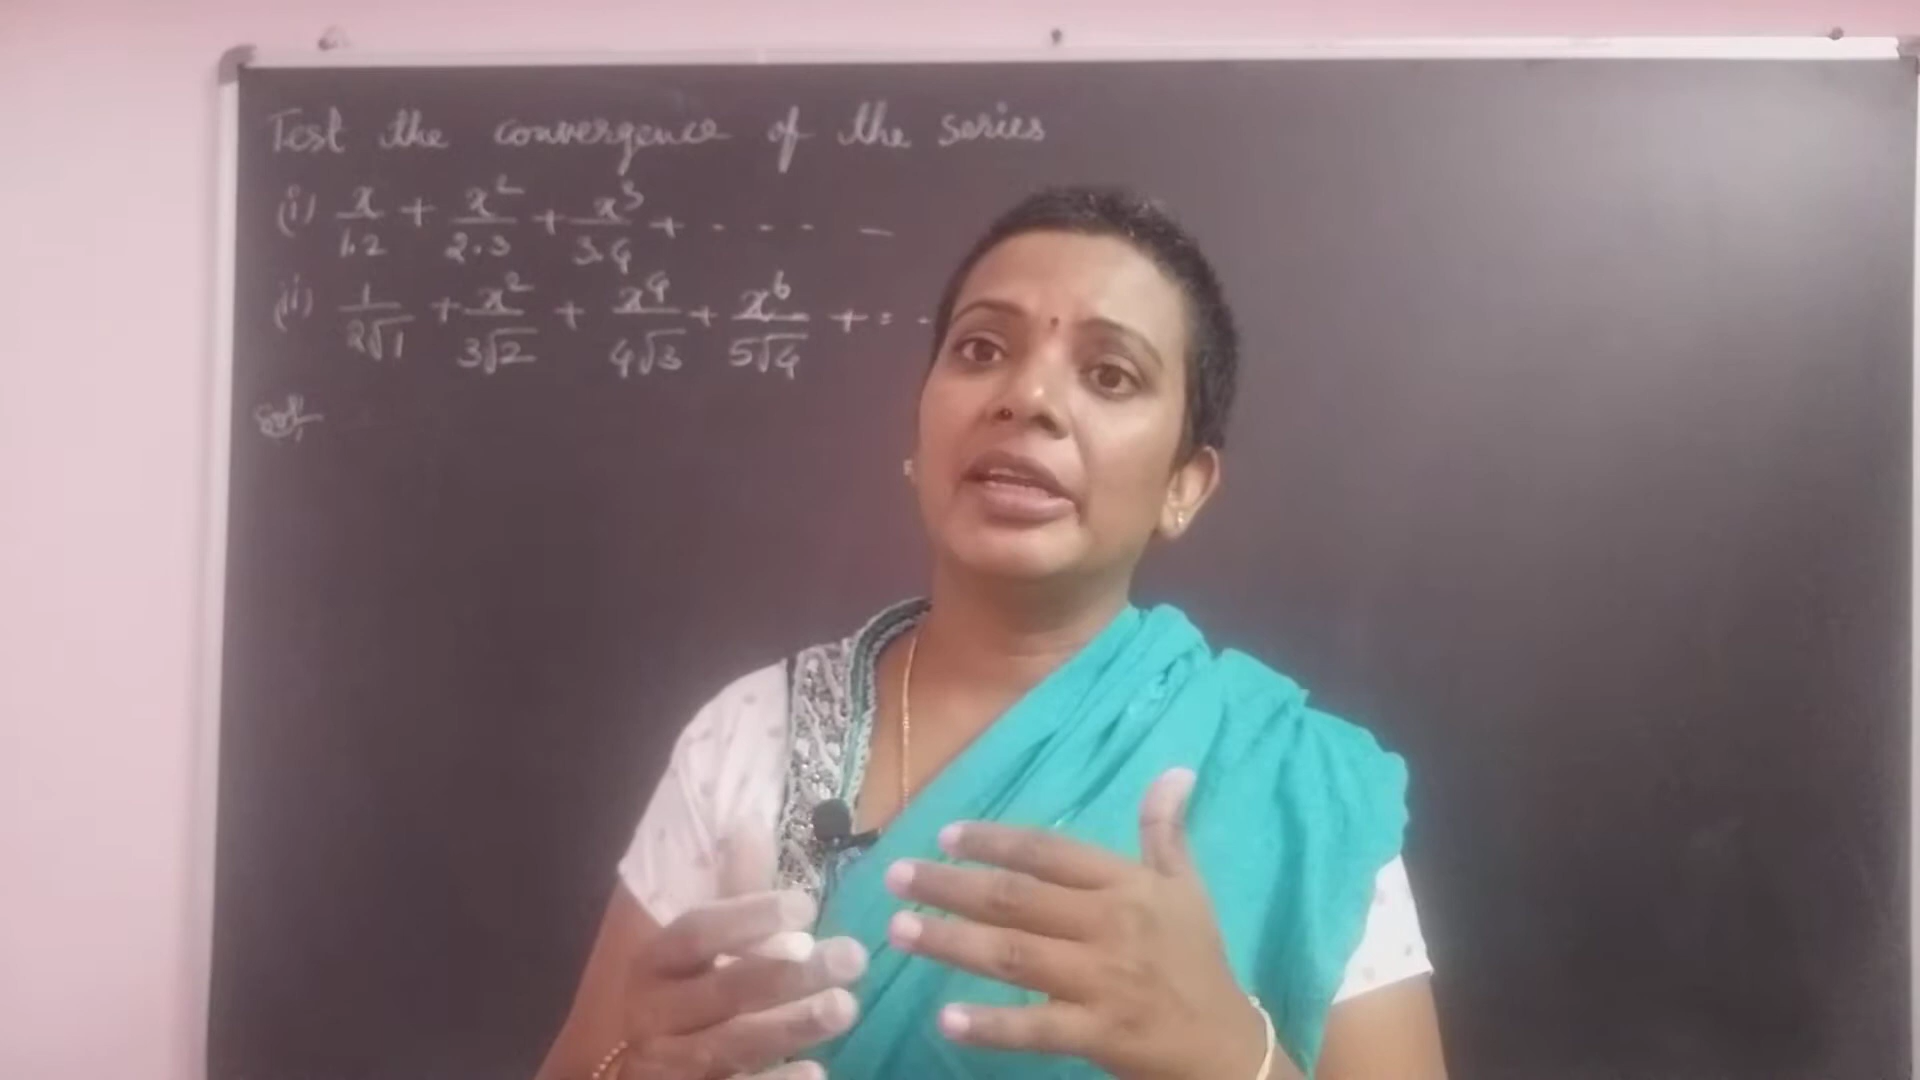 Test the convergence of the series
(i) x/1.2 + x²/2.3 + x³/3.4 + - - - -
(ii) 1/2√1 + x²/3√2 + x⁴/4√3 + x⁶/5√4 + - -
Sol,